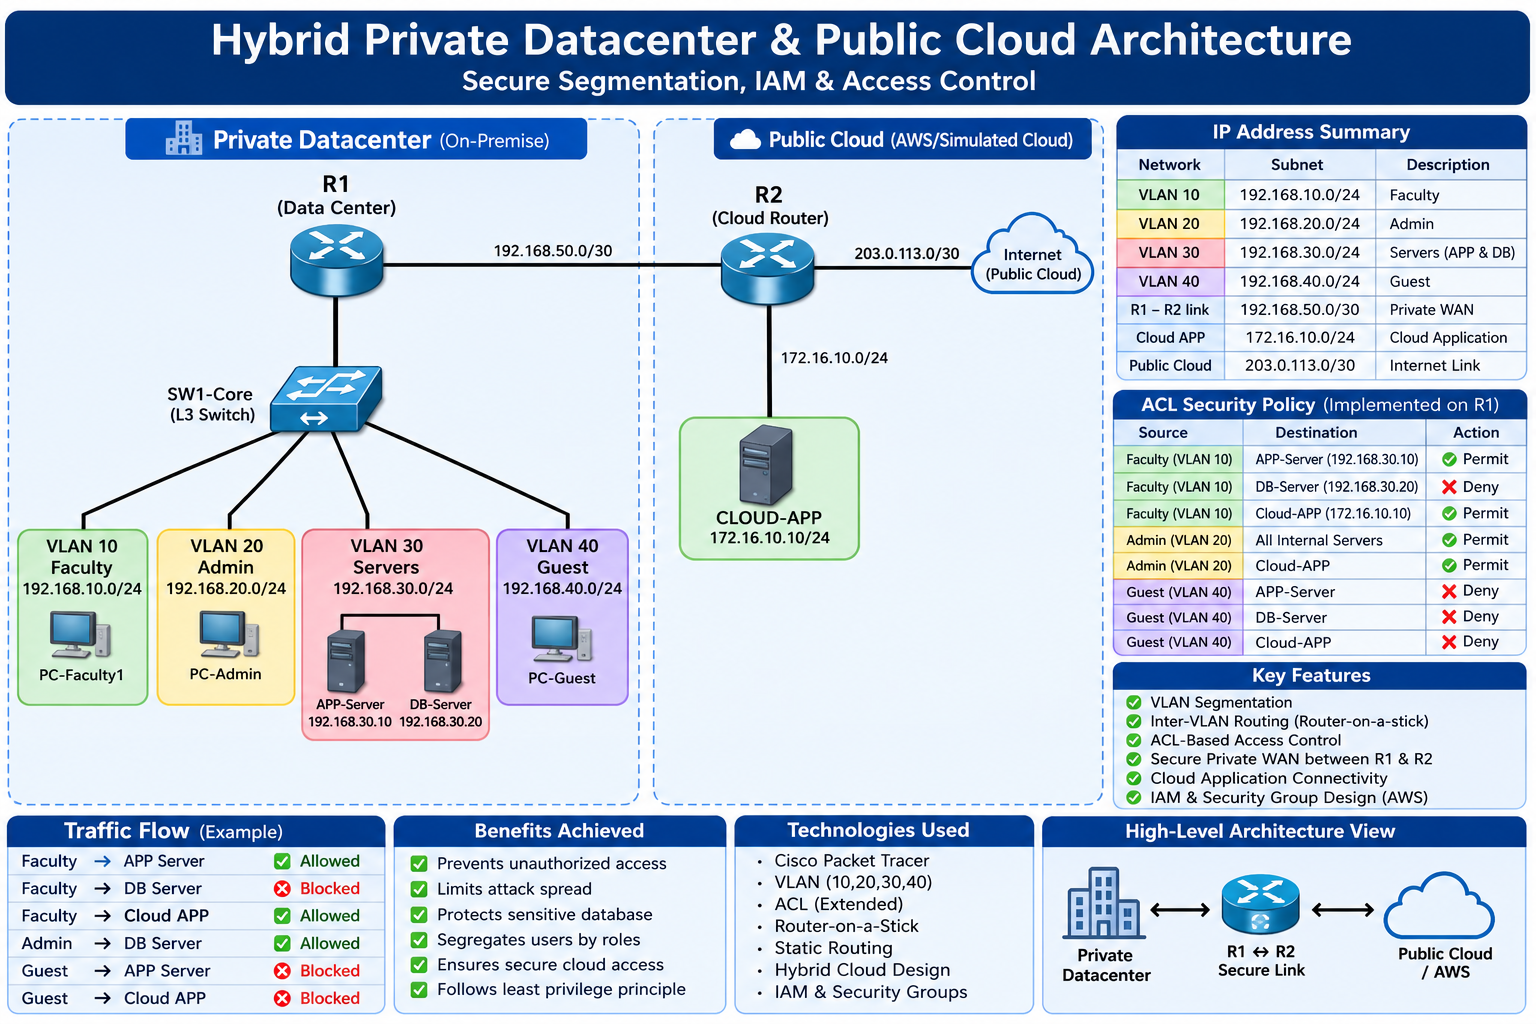 Hybrid Private Datacenter & Public Cloud Architecture
Secure Segmentation, IAM & Access Control
Private Datacenter (On-Premise)
R1
(Data Center)
192.168.50.0/30
SW1-Core
(L3 Switch)
VLAN 10
Faculty
192.168.10.0/24
PC-Faculty1
VLAN 20
Admin
192.168.20.0/24
PC-Admin
VLAN 30
Servers
192.168.30.0/24
APP-Server
192.168.30.10
DB-Server
192.168.30.20
VLAN 40
Guest
192.168.40.0/24
PC-Guest
Public Cloud (AWS/Simulated Cloud)
R2
(Cloud Router)
203.0.113.0/30
Internet
(Public Cloud)
172.16.10.0/24
CLOUD-APP
172.16.10.10/24
IP Address Summary
Network Subnet Description
VLAN 10 192.168.10.0/24 Faculty
VLAN 20 192.168.20.0/24 Admin
VLAN 30 192.168.30.0/24 Servers (APP & DB)
VLAN 40 192.168.40.0/24 Guest
R1 – R2 link 192.168.50.0/30 Private WAN
Cloud APP 172.16.10.0/24 Cloud Application
Public Cloud 203.0.113.0/30 Internet Link
ACL Security Policy (Implemented on R1)
Source Destination Action
Faculty (VLAN 10) APP-Server (192.168.30.10) Permit
Faculty (VLAN 10) DB-Server (192.168.30.20) Deny
Faculty (VLAN 10) Cloud-APP (172.16.10.10) Permit
Admin (VLAN 20) All Internal Servers Permit
Admin (VLAN 20) Cloud-APP Permit
Guest (VLAN 40) APP-Server Deny
Guest (VLAN 40) DB-Server Deny
Guest (VLAN 40) Cloud-APP Deny
Key Features
VLAN Segmentation
Inter-VLAN Routing (Router-on-a-stick)
ACL-Based Access Control
Secure Private WAN between R1 & R2
Cloud Application Connectivity
IAM & Security Group Design (AWS)
Traffic Flow (Example)
Faculty → APP Server Allowed
Faculty → DB Server Blocked
Faculty → Cloud APP Allowed
Admin → DB Server Allowed
Guest → APP Server Blocked
Guest → Cloud APP Blocked
Benefits Achieved
Prevents unauthorized access
Limits attack spread
Protects sensitive database
Segregates users by roles
Ensures secure cloud access
Follows least privilege principle
Technologies Used
• Cisco Packet Tracer
• VLAN (10,20,30,40)
• ACL (Extended)
• Router-on-a-Stick
• Static Routing
• Hybrid Cloud Design
• IAM & Security Groups
High-Level Architecture View
Private
Datacenter
R1 ↔ R2
Secure Link
Public Cloud
/ AWS